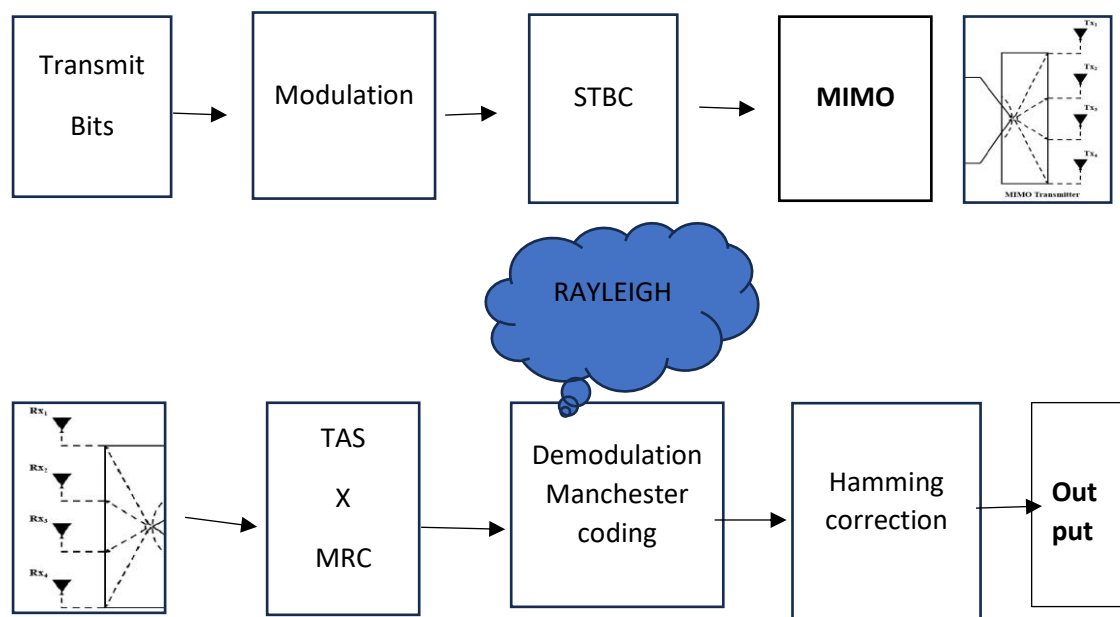 Transmit
Bits
Modulation
STBC
MIMO
Tx₁
Tx₂
Tx₃
Tx₄
MIMO Transmitter
RAYLEIGH
Rx₁
Rx₂
Rx₃
Rx₄
TAS
X
MRC
Demodulation
Manchester
coding
Hamming
correction
Out
put